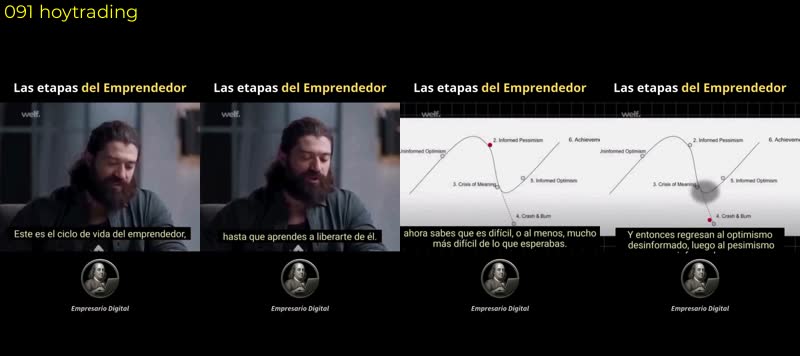 091 hoytrading
Las etapas del Emprendedor
welf.
Este es el ciclo de vida del emprendedor,
Empresario Digital
Las etapas del Emprendedor
welf.
hasta que aprendes a liberarte de él.
Empresario Digital
Las etapas del Emprendedor
welf.
2. Informed Pessimism
6. Achievem
ninformed Optimism
3. Crisis of Meaning
5. Informed Optimism
4. Crash & Burn
ahora sabes que es difícil, o al menos, mucho
más difícil de lo que esperabas.
Empresario Digital
Las etapas del Emprendedor
welf.
2. Informed Pessimism
6. Achievem
ninformed Optimism
3. Crisis of Meaning
5. Informed Optimism
4. Crash & Burn
Y entonces regresan al optimismo
desinformado, luego al pesimismo
Empresario Digital